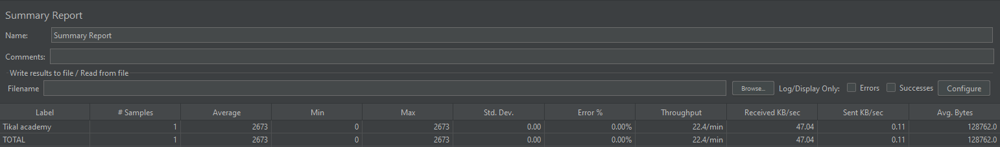 Summary Report
Name: Summary Report
Comments:
Write results to file / Read from file
Filename Browse... Log/Display Only: Errors Successes Configure
Label # Samples Average Min Max Std. Dev. Error % Throughput Received KB/sec Sent KB/sec Avg. Bytes
Tikal academy 1 2673 0 2673 0.00 0.00% 22.4/min 47.04 0.11 128762.0
TOTAL 1 2673 0 2673 0.00 0.00% 22.4/min 47.04 0.11 128762.0